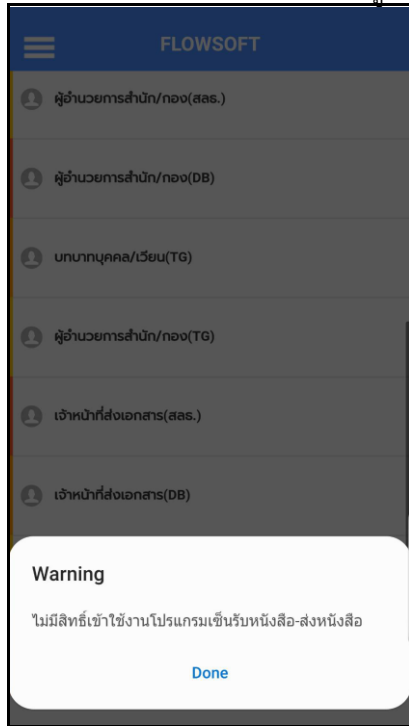 FLOWSOFT
ผู้อำนวยการสำนัก/กอง(สลธ.)
ผู้อำนวยการสำนัก/กอง(DB)
บทบาทบุคคล/เวียน(TG)
ผู้อำนวยการสำนัก/กอง(TG)
เจ้าหน้าที่ส่งเอกสาร(สลธ.)
เจ้าหน้าที่ส่งเอกสาร(DB)
Warning
ไม่มีสิทธิ์เข้าใช้งานโปรแกรมเซ็นรับหนังสือ-ส่งหนังสือ
Done